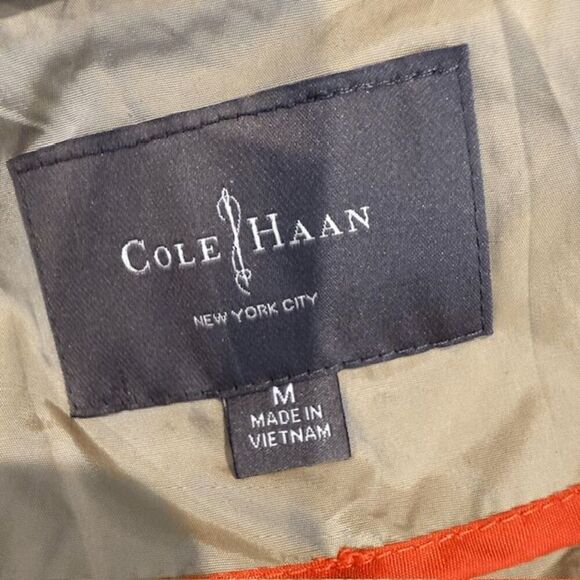 COLE HAAN
NEW YORK CITY
M
MADE IN
VIETNAM